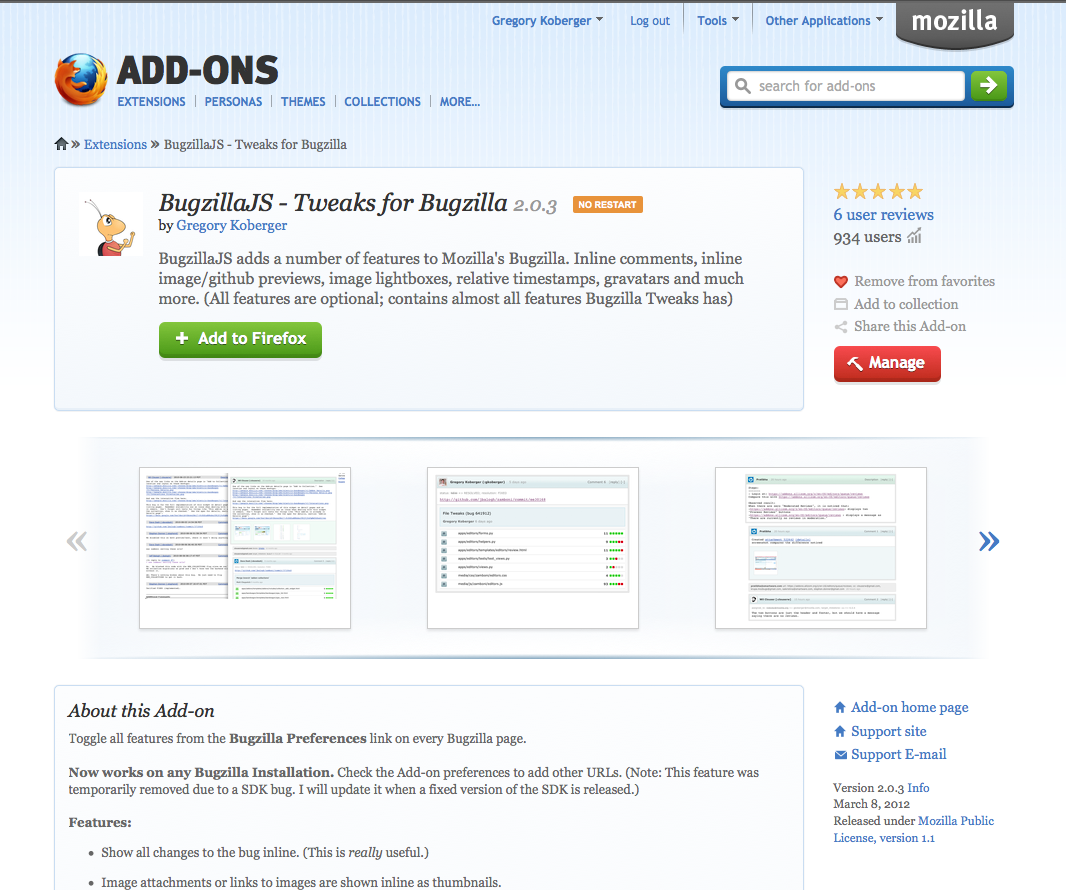 Gregory Koberger Log out Tools Other Applications mozilla
ADD-ONS
EXTENSIONS PERSONAS THEMES COLLECTIONS MORE...
search for add-ons
» Extensions » BugzillaJS - Tweaks for Bugzilla
BugzillaJS - Tweaks for Bugzilla 2.0.3 NO RESTART
by Gregory Koberger
BugzillaJS adds a number of features to Mozilla's Bugzilla. Inline comments, inline
image/github previews, image lightboxes, relative timestamps, gravatars and much
more. (All features are optional; contains almost all features Bugzilla Tweaks has)
Add to Firefox
6 user reviews
934 users
Remove from favorites
Add to collection
Share this Add-on
Manage
«
Gregory Koberger
File Tweaks (bug 641912)
Gregory Koberger
»
About this Add-on
Toggle all features from the Bugzilla Preferences link on every Bugzilla page.
Now works on any Bugzilla Installation. Check the Add-on preferences to add other URLs. (Note: This feature was
temporarily removed due to a SDK bug. I will update it when a fixed version of the SDK is released.)
Features:
• Show all changes to the bug inline. (This is really useful.)
• Image attachments or links to images are shown inline as thumbnails.
Add-on home page
Support site
Support E-mail
Version 2.0.3 Info
March 8, 2012
Released under Mozilla Public
License, version 1.1